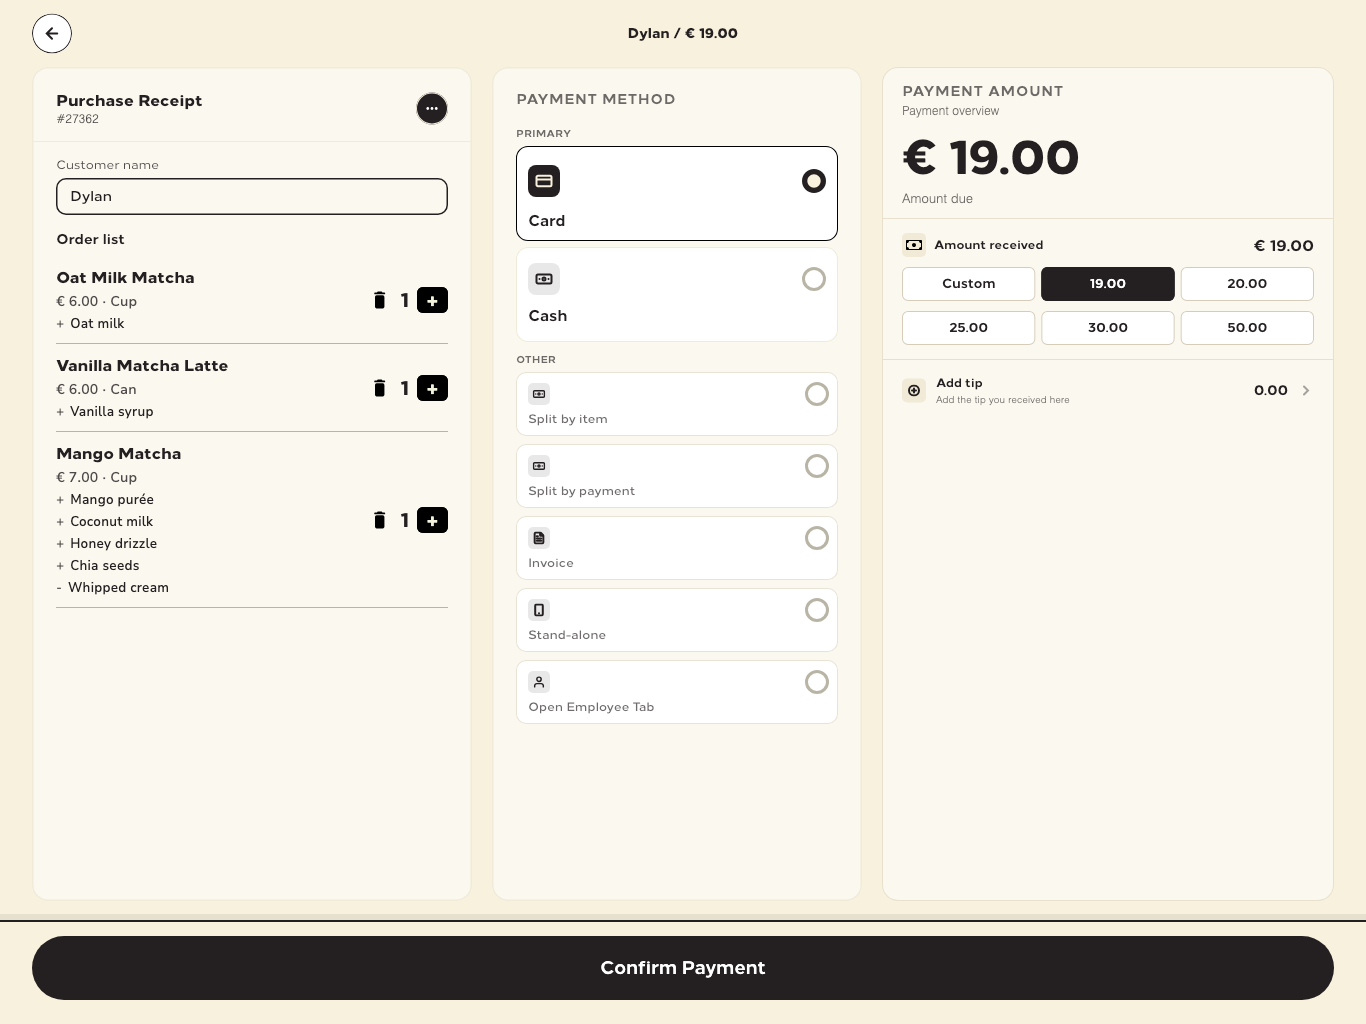 Dylan / € 19.00
Purchase Receipt
#27362
Customer name
Dylan
Order list
Oat Milk Matcha
€ 6.00 · Cup
+ Oat milk
1 +
Vanilla Matcha Latte
€ 6.00 · Can
+ Vanilla syrup
1 +
Mango Matcha
€ 7.00 · Cup
+ Mango purée
+ Coconut milk
+ Honey drizzle
+ Chia seeds
- Whipped cream
1 +
PAYMENT METHOD
PRIMARY
Card
Cash
OTHER
Split by item
Split by payment
Invoice
Stand-alone
Open Employee Tab
PAYMENT AMOUNT
Payment overview
€ 19.00
Amount due
Amount received € 19.00
Custom 19.00 20.00
25.00 30.00 50.00
Add tip
Add the tip you received here
0.00
Confirm Payment